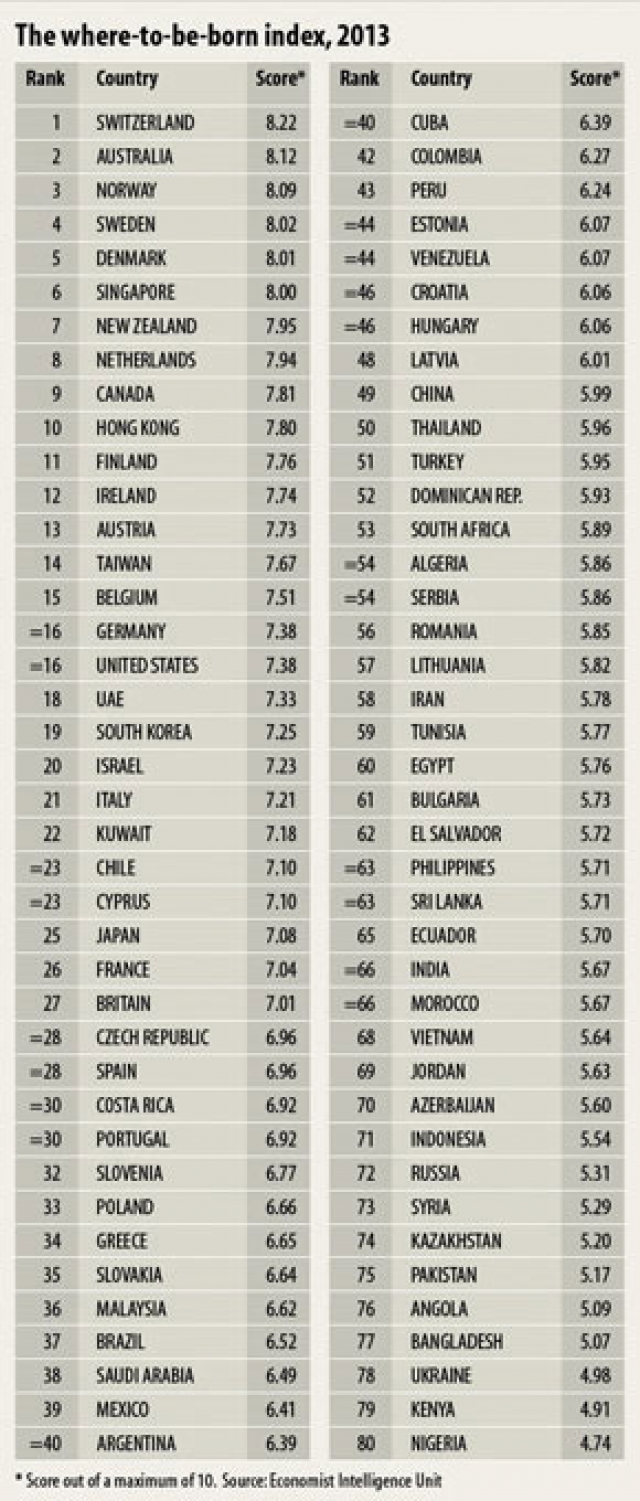 The where-to-be-born index, 2013
Rank Country Score*
1 SWITZERLAND 8.22
2 AUSTRALIA 8.12
3 NORWAY 8.09
4 SWEDEN 8.02
5 DENMARK 8.01
6 SINGAPORE 8.00
7 NEW ZEALAND 7.95
8 NETHERLANDS 7.94
9 CANADA 7.81
10 HONG KONG 7.80
11 FINLAND 7.76
12 IRELAND 7.74
13 AUSTRIA 7.73
14 TAIWAN 7.67
15 BELGIUM 7.51
=16 GERMANY 7.38
=16 UNITED STATES 7.38
18 UAE 7.33
19 SOUTH KOREA 7.25
20 ISRAEL 7.23
21 ITALY 7.21
22 KUWAIT 7.18
=23 CHILE 7.10
=23 CYPRUS 7.10
25 JAPAN 7.08
26 FRANCE 7.04
27 BRITAIN 7.01
=28 CZECH REPUBLIC 6.96
=28 SPAIN 6.96
=30 COSTA RICA 6.92
=30 PORTUGAL 6.92
32 SLOVENIA 6.77
33 POLAND 6.66
34 GREECE 6.65
35 SLOVAKIA 6.64
36 MALAYSIA 6.62
37 BRAZIL 6.52
38 SAUDI ARABIA 6.49
39 MEXICO 6.41
=40 ARGENTINA 6.39
Rank Country Score*
=40 CUBA 6.39
42 COLOMBIA 6.27
43 PERU 6.24
=44 ESTONIA 6.07
=44 VENEZUELA 6.07
=46 CROATIA 6.06
=46 HUNGARY 6.06
48 LATVIA 6.01
49 CHINA 5.99
50 THAILAND 5.96
51 TURKEY 5.95
52 DOMINICAN REP. 5.93
53 SOUTH AFRICA 5.89
=54 ALGERIA 5.86
=54 SERBIA 5.86
56 ROMANIA 5.85
57 LITHUANIA 5.82
58 IRAN 5.78
59 TUNISIA 5.77
60 EGYPT 5.76
61 BULGARIA 5.73
62 EL SALVADOR 5.72
=63 PHILIPPINES 5.71
=63 SRI LANKA 5.71
65 ECUADOR 5.70
=66 INDIA 5.67
=66 MOROCCO 5.67
68 VIETNAM 5.64
69 JORDAN 5.63
70 AZERBAIJAN 5.60
71 INDONESIA 5.54
72 RUSSIA 5.31
73 SYRIA 5.29
74 KAZAKHSTAN 5.20
75 PAKISTAN 5.17
76 ANGOLA 5.09
77 BANGLADESH 5.07
78 UKRAINE 4.98
79 KENYA 4.91
80 NIGERIA 4.74
* Score out of a maximum of 10. Source: Economist Intelligence Unit